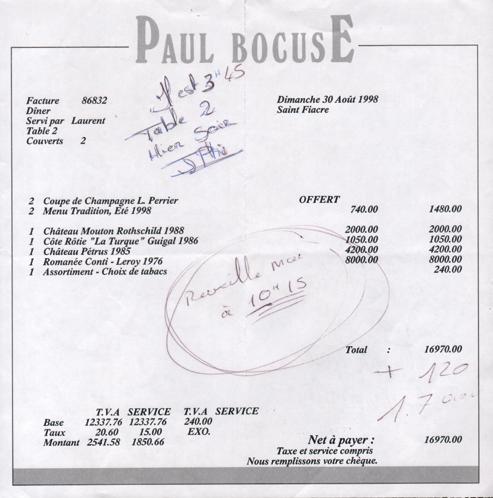 PAUL BOCUSE
"il est 3" 45
Facture 86832
Dîner
Servi par Laurent
Table 2
Couverts 2
Dimanche 30 Août 1998
Saint Fiacre
Table 2
Hier Soir
2 Coupe de Champagne L. Perrier OFFERT
2 Menu Tradition, Eté 1998 740.00 1480.00
1 Château Mouton Rothschild 1988 2000.00 2000.00
1 Côte Rôtie "La Turque" Guigal 1986 1050.00 1050.00
1 Château Pétrus 1985 4200.00 4200.00
1 Romanée Conti - Leroy 1976 8000.00 8000.00
1 Assortiment - Choix de tabacs 240.00
Reveille moi
à 10"15
Total : 16970.00
+ 120
T.V.A SERVICE T.V.A SERVICE
Base 12337.76 12337.76 240.00
Taux 20.60 15.00 EXO.
Montant 2541.58 1850.66
Net à payer : 16970.00
Taxe et service compris
Nous remplissons votre chèque.